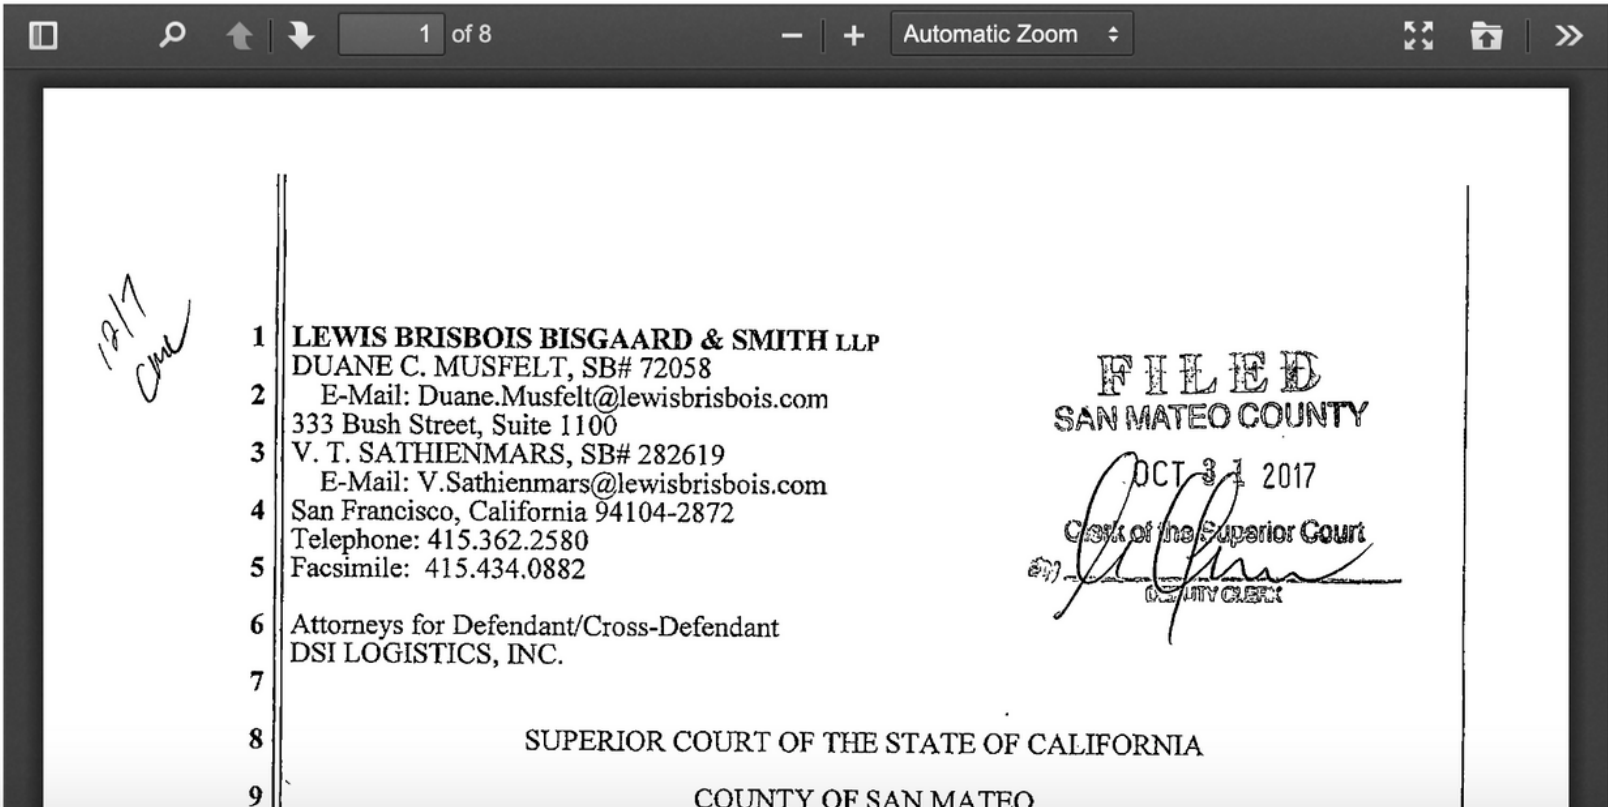 1 of 8
Automatic Zoom
12/7
CMC
1 LEWIS BRISBOIS BISGAARD & SMITH LLP
DUANE C. MUSFELT, SB# 72058
2 E-Mail: Duane.Musfelt@lewisbrisbois.com
333 Bush Street, Suite 1100
3 V. T. SATHIENMARS, SB# 282619
E-Mail: V.Sathienmars@lewisbrisbois.com
4 San Francisco, California 94104-2872
Telephone: 415.362.2580
5 Facsimile: 415.434.0882
6 Attorneys for Defendant/Cross-Defendant
DSI LOGISTICS, INC.
7
FILED
SAN MATEO COUNTY
OCT 31 2017
Clerk of the Superior Court
DEPUTY CLERK
8 SUPERIOR COURT OF THE STATE OF CALIFORNIA
9 COUNTY OF SAN MATEO